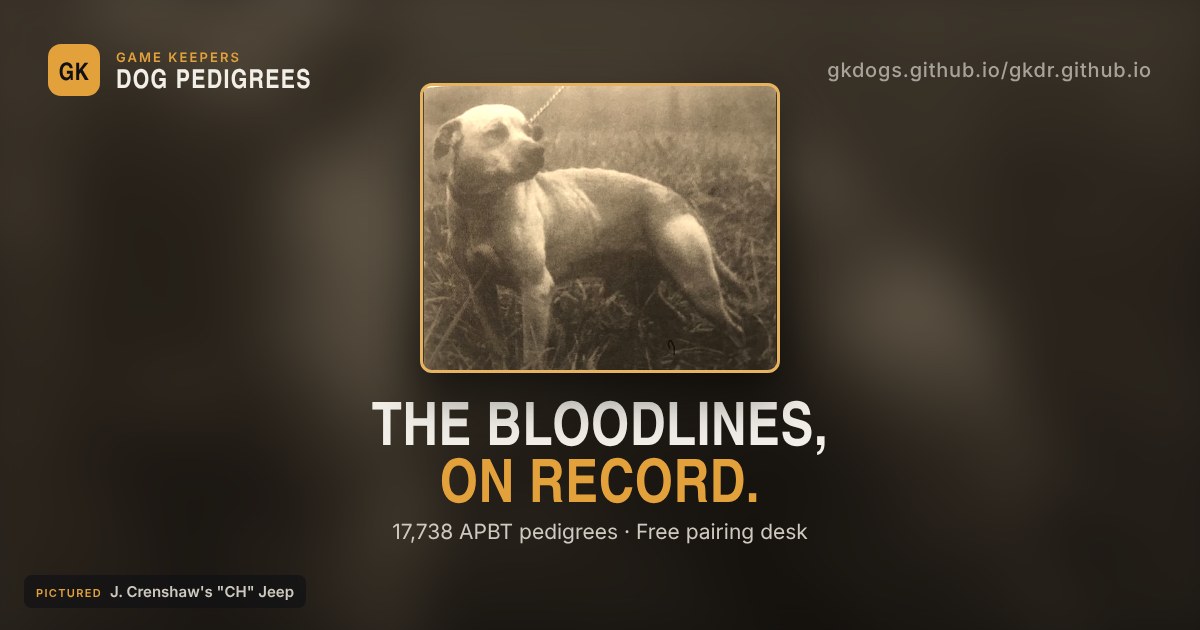 GK
GAME KEEPERS
DOG PEDIGREES
gkdogs.github.io/gkdr.github.io
THE BLOODLINES,
ON RECORD.
17,738 APBT pedigrees · Free pairing desk
PICTURED J. Crenshaw's "CH" Jeep